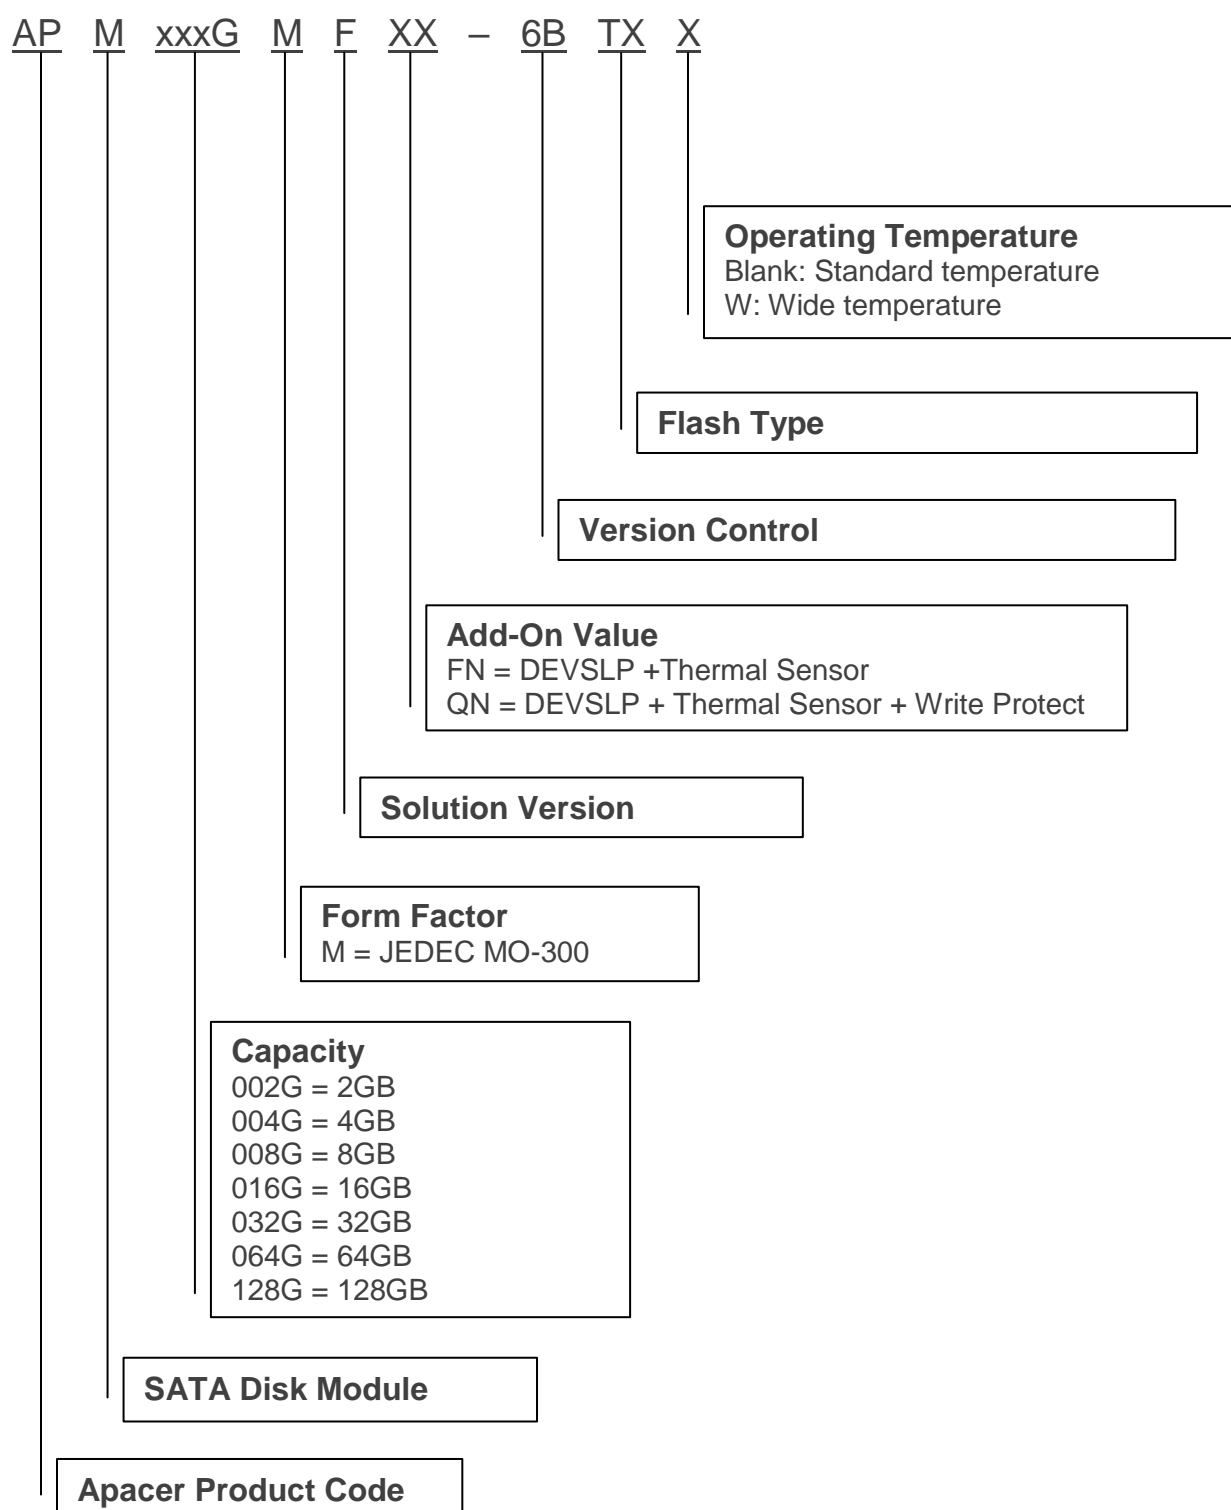 AP M xxxG M F XX – 6B TX X
Operating Temperature
Blank: Standard temperature
W: Wide temperature
Flash Type
Version Control
Add-On Value
FN = DEVSLP +Thermal Sensor
QN = DEVSLP + Thermal Sensor + Write Protect
Solution Version
Form Factor
M = JEDEC MO-300
Capacity
002G = 2GB
004G = 4GB
008G = 8GB
016G = 16GB
032G = 32GB
064G = 64GB
128G = 128GB
SATA Disk Module
Apacer Product Code